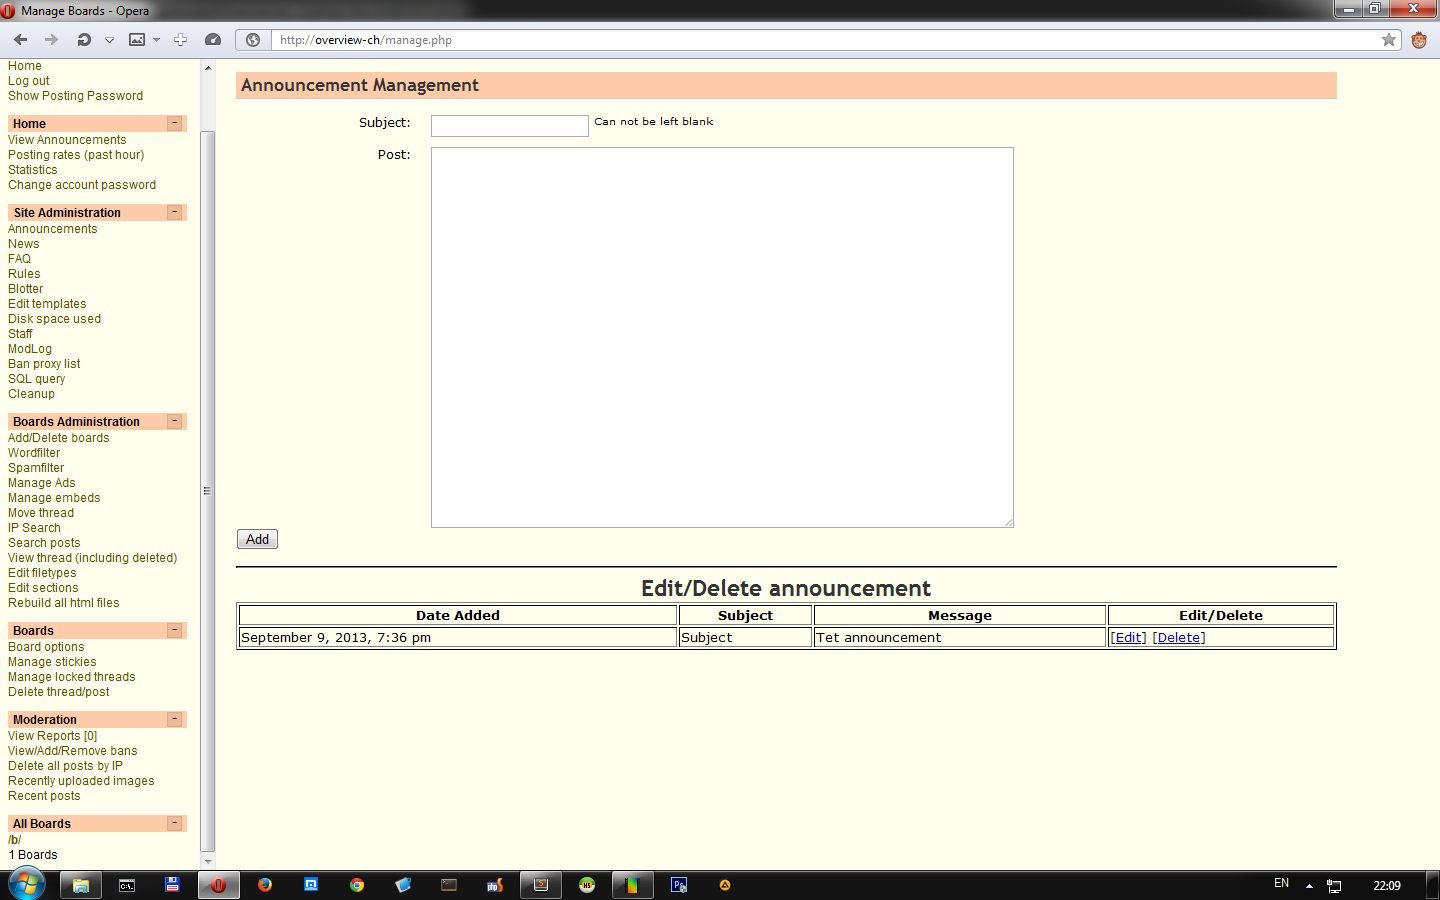 Manage Boards - Opera
http://overview-ch/manage.php
Home
Log out
Show Posting Password
Home -
View Announcements
Posting rates (past hour)
Statistics
Change account password
Site Administration -
Announcements
News
FAQ
Rules
Blotter
Edit templates
Disk space used
Staff
ModLog
Ban proxy list
SQL query
Cleanup
Boards Administration -
Add/Delete boards
Wordfilter
Spamfilter
Manage Ads
Manage embeds
Move thread
IP Search
Search posts
View thread (including deleted)
Edit filetypes
Edit sections
Rebuild all html files
Boards -
Board options
Manage stickies
Manage locked threads
Delete thread/post
Moderation -
View Reports [0]
View/Add/Remove bans
Delete all posts by IP
Recently uploaded images
Recent posts
All Boards -
/b/
1 Boards
Announcement Management
Subject: Can not be left blank
Post:
Add
Edit/Delete announcement
Date Added Subject Message Edit/Delete
September 9, 2013, 7:36 pm Subject Tet announcement [Edit] [Delete]
EN 22:09